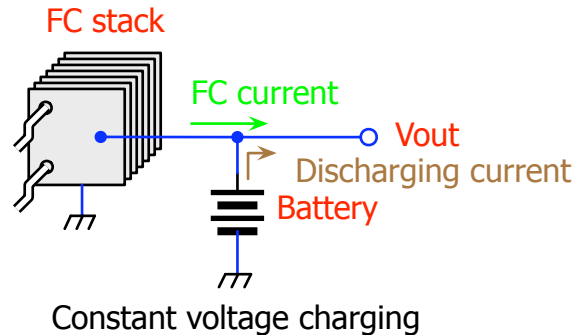 FC stack
FC current
Vout
Discharging current
Battery
Constant voltage charging